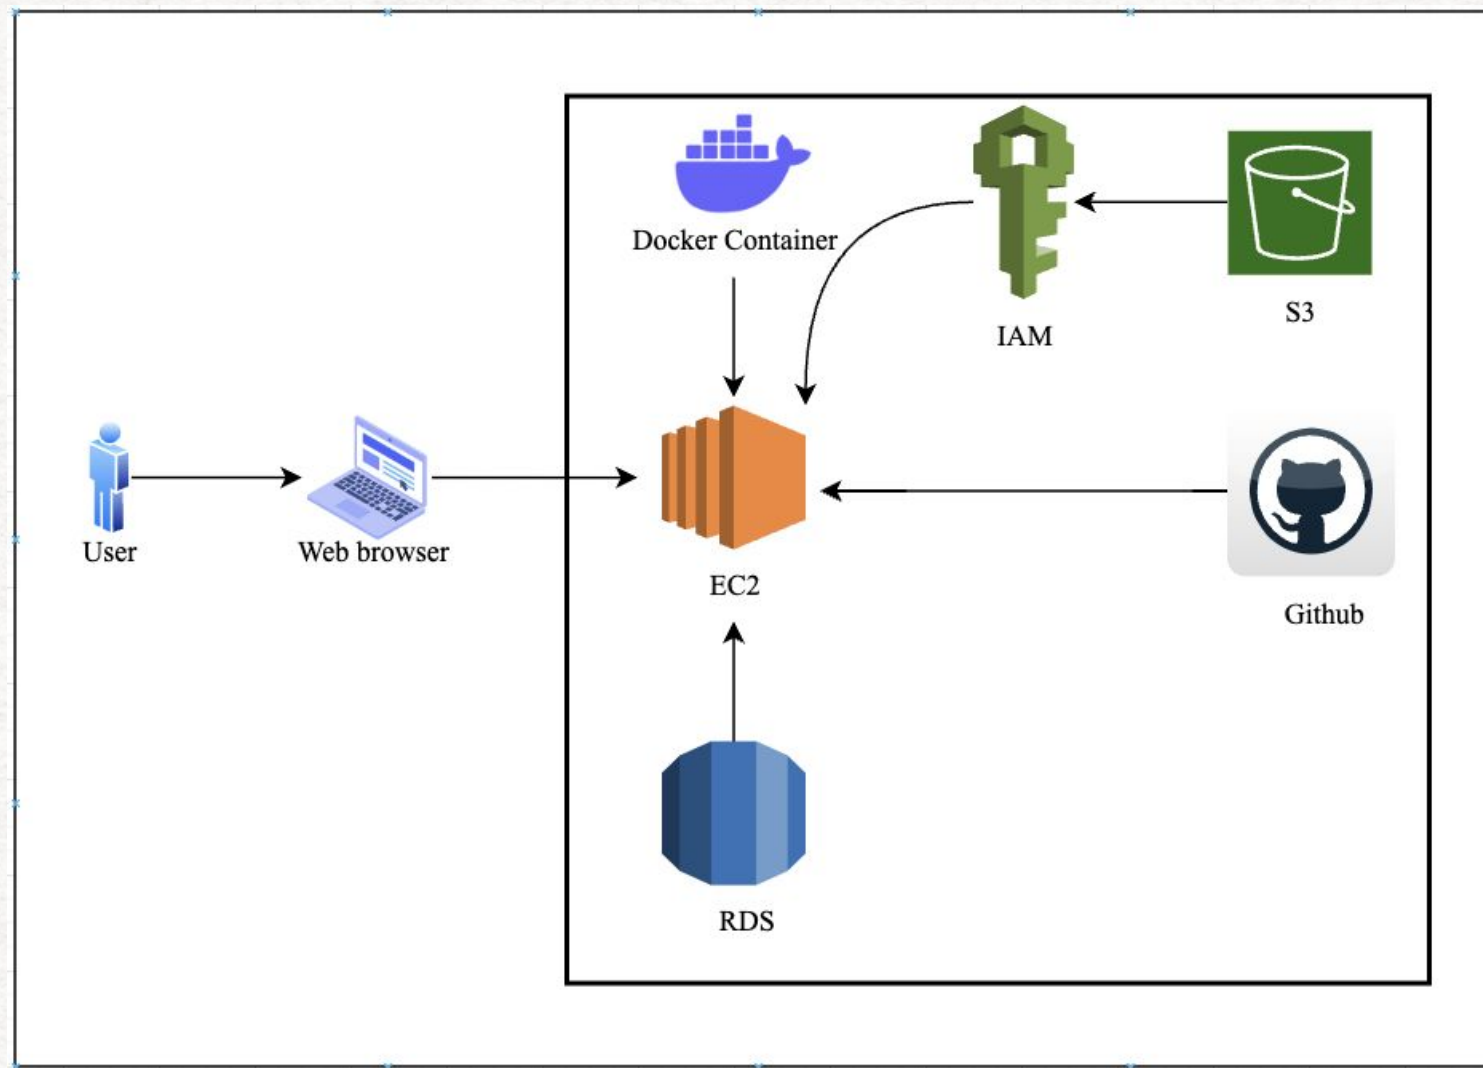 Docker Container
IAM
S3
User
Web browser
EC2
Github
RDS